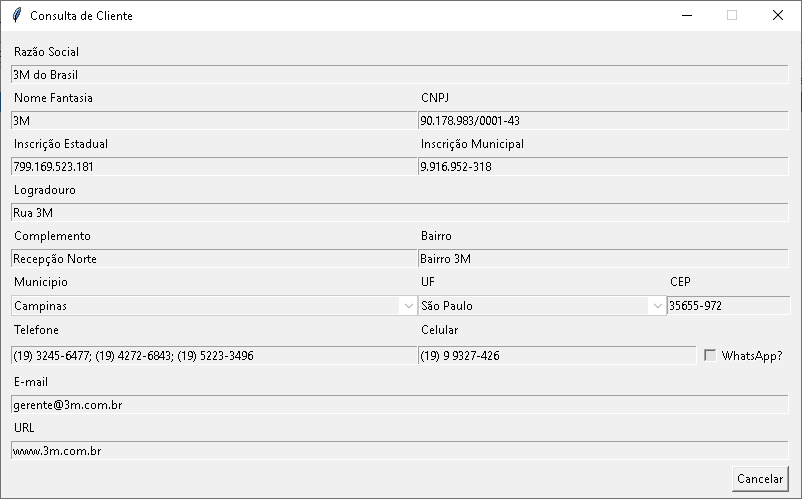 Consulta de Cliente
Razão Social
3M do Brasil
Nome Fantasia CNPJ
3M 90.178.983/0001-43
Inscrição Estadual Inscrição Municipal
799.169.523.181 9.916.952-318
Logradouro
Rua 3M
Complemento Bairro
Recepção Norte Bairro 3M
Municipio UF CEP
Campinas São Paulo 35655-972
Telefone Celular
(19) 3245-6477; (19) 4272-6843; (19) 5223-3496 (19) 9 9327-426 WhatsApp?
E-mail
gerente@3m.com.br
URL
www.3m.com.br
Cancelar